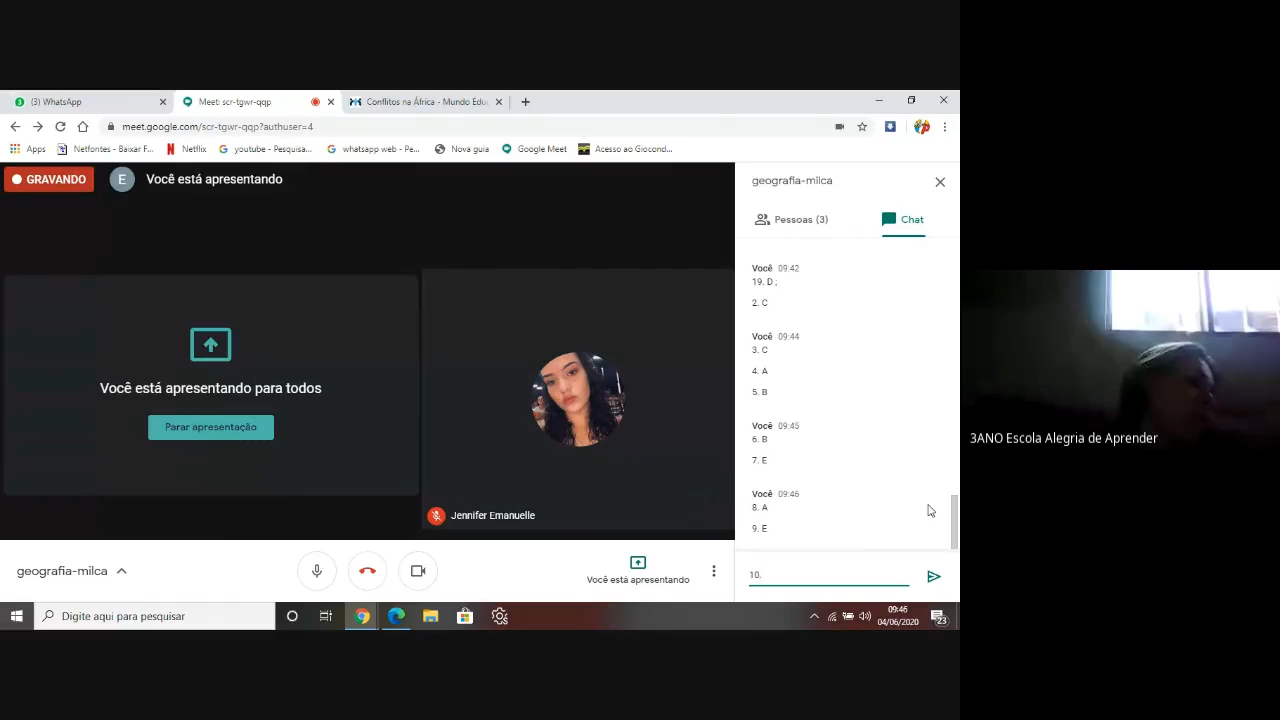 (3) WhatsApp
Meet: scr-tgwr-qqp
Conflitos na África - Mundo Edu
meet.google.com/scr-tgwr-qqp?authuser=4
Apps
Netfontes - Baixar F...
Netflix
youtube - Pesquisa...
whatsapp web - Pe...
Nova guia
Google Meet
Acesso ao Giocond...
GRAVANDO
E
Você está apresentando
geografia-milca
Pessoas (3)
Chat
Você 09:42
19. D ;
2. C
Você 09:44
3. C
4. A
5. B
Você 09:45
6. B
7. E
Você 09:46
8. A
9. E
10.
Você está apresentando para todos
Parar apresentação
Jennifer Emanuelle
3ANO Escola Alegria de Aprender
geografia-milca
Você está apresentando
Digite aqui para pesquisar
09:46
04/06/2020
23